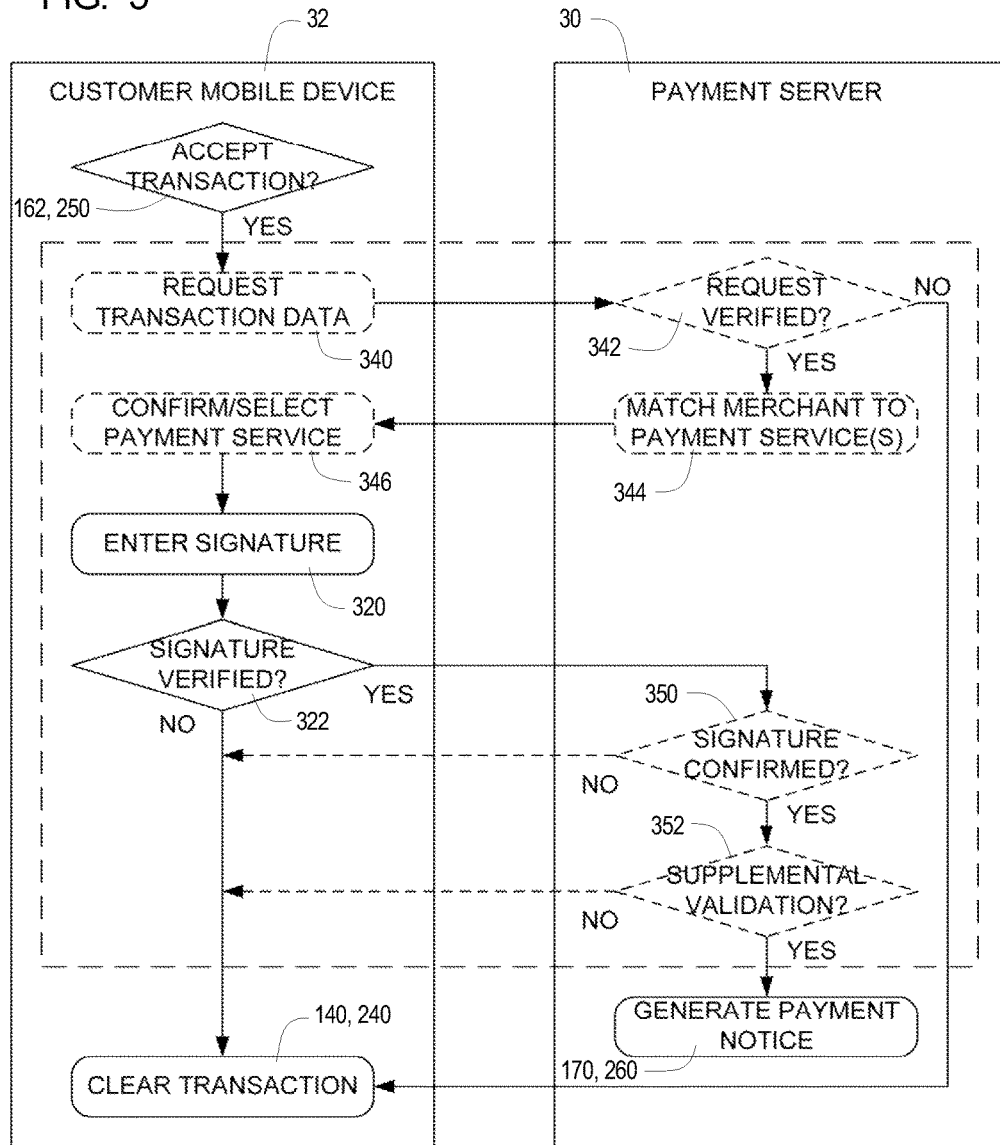 FIG. 5
32
30
CUSTOMER MOBILE DEVICE
PAYMENT SERVER
ACCEPT
TRANSACTION?
162, 250
YES
REQUEST
TRANSACTION DATA
340
REQUEST
VERIFIED?
NO
342
YES
CONFIRM/SELECT
PAYMENT SERVICE
346
MATCH MERCHANT TO
PAYMENT SERVICE(S)
344
ENTER SIGNATURE
320
SIGNATURE
VERIFIED?
YES
322
NO
350
SIGNATURE
CONFIRMED?
NO
YES
352
SUPPLEMENTAL
VALIDATION?
NO
YES
140, 240
GENERATE PAYMENT
NOTICE
170, 260
CLEAR TRANSACTION